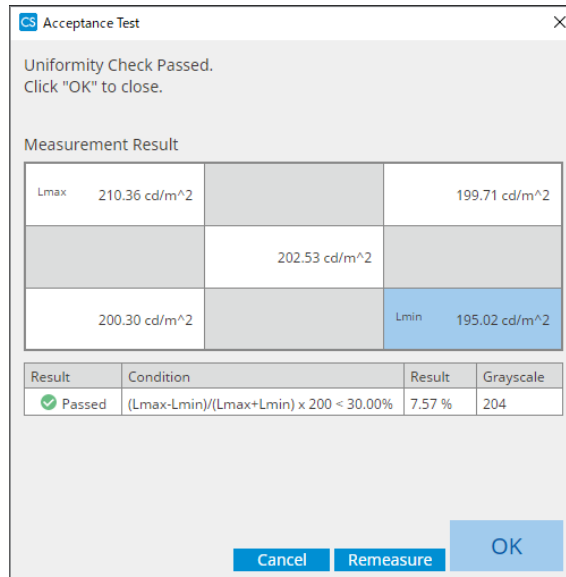 CS Acceptance Test
Uniformity Check Passed.
Click "OK" to close.
Measurement Result
Lmax 210.36 cd/m^2 199.71 cd/m^2
202.53 cd/m^2
200.30 cd/m^2 Lmin 195.02 cd/m^2
Result Condition Result Grayscale
Passed (Lmax-Lmin)/(Lmax+Lmin) x 200 < 30.00% 7.57 % 204
Cancel Remeasure OK